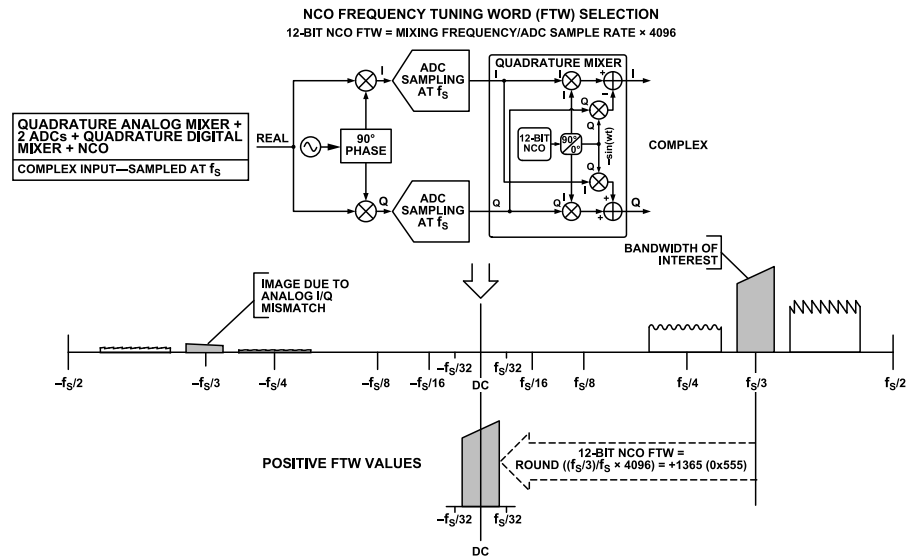 NCO FREQUENCY TUNING WORD (FTW) SELECTION
12-BIT NCO FTW = MIXING FREQUENCY/ADC SAMPLE RATE × 4096
QUADRATURE ANALOG MIXER +
2 ADCs + QUADRATURE DIGITAL
MIXER + NCO
COMPLEX INPUT—SAMPLED AT fS
REAL
90°
PHASE
I
Q
ADC
SAMPLING
AT fS
ADC
SAMPLING
AT fS
QUADRATURE MIXER
I
I
+
I
–
Q
Q
12-BIT
NCO
90°
0°
–sin(wt)
COMPLEX
Q
Q
I
I
+
Q
Q
+
Q
IMAGE DUE TO
ANALOG I/Q
MISMATCH
BANDWIDTH OF
INTEREST
–fS/2
–fS/3
–fS/4
–fS/8
–fS/16
–fS/32
DC
fS/32
fS/16
fS/8
fS/4
fS/3
fS/2
POSITIVE FTW VALUES
12-BIT NCO FTW =
ROUND ((fS/3)/fS × 4096) = +1365 (0x555)
–fS/32
fS/32
DC